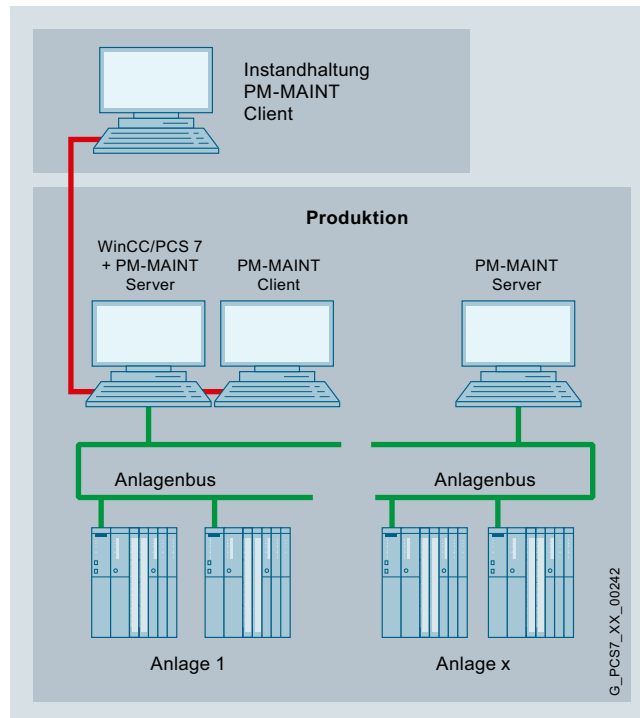 Instandhaltung
PM-MAINT
Client
Produktion
WinCC/PCS 7
+ PM-MAINT
Server
PM-MAINT
Client
PM-MAINT
Server
Anlagenbus
Anlagenbus
Anlage 1
Anlage x
G_PCS7_XX_00242